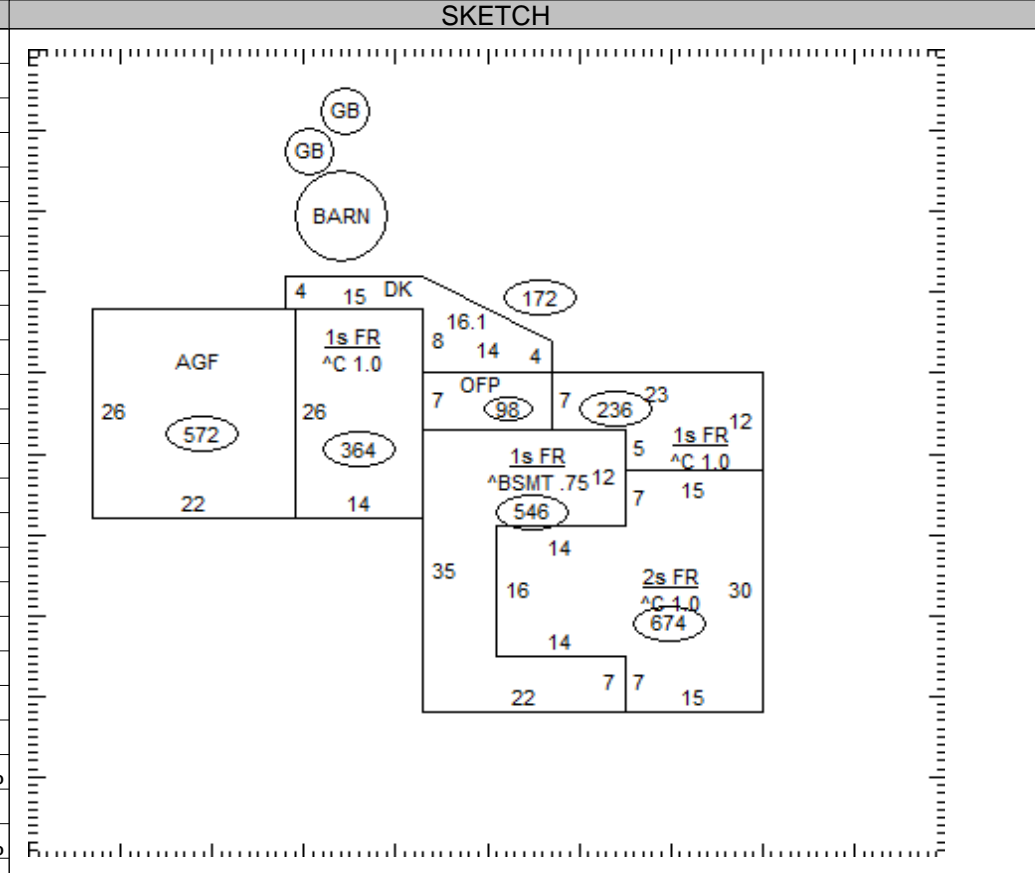 SKETCH
GB
GB
BARN
4 15 DK
172
16.1
8 14 4
1s FR
^C 1.0
AGF
OFP
7 98 7 236 23
26 26
12
572
364
5 1s FR
^C 1.0
1s FR
^BSMT .75 12
546
7 15
22 14
14
35 16
2s FR
^C 1.0
674
30
14
7 7
22 15